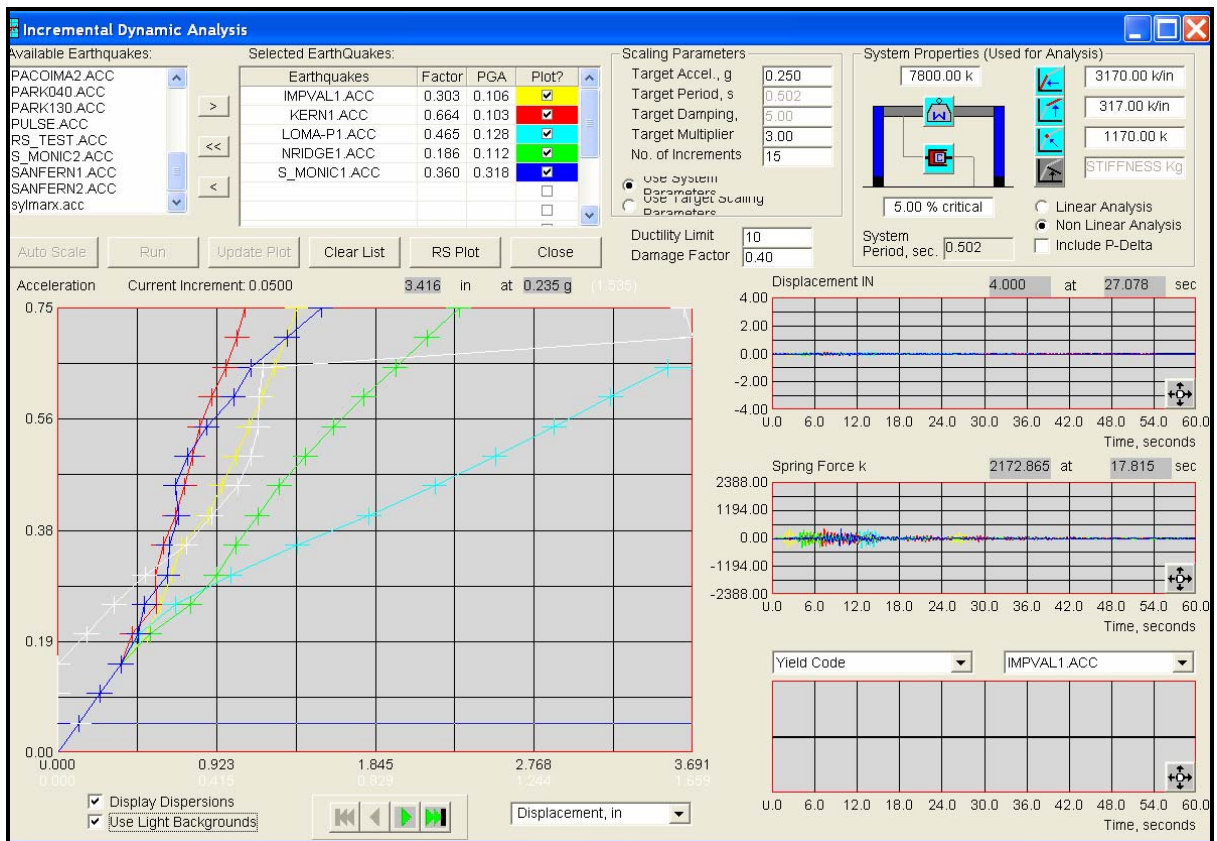 Incremental Dynamic Analysis
Available Earthquakes:
PACOIMA2.ACC
PARK040.ACC
PARK130.ACC
PULSE.ACC
RS_TEST.ACC
S_MONIC2.ACC
SANFERN1.ACC
SANFERN2.ACC
sylmarx.acc
>
<<
<
Selected EarthQuakes:
Earthquakes Factor PGA Plot?
IMPVAL1.ACC 0.303 0.106
KERN1.ACC 0.664 0.103
LOMA-P1.ACC 0.465 0.128
NRIDGE1.ACC 0.186 0.112
S_MONIC1.ACC 0.360 0.318
Scaling Parameters
Target Accel., g 0.250
Target Period, s 0.502
Target Damping, 5.00
Target Multiplier 3.00
No. of Increments 15
Use System
Parameters
Use Target Scaling
Parameters
Ductility Limit 10
Damage Factor 0.40
System Properties (Used for Analysis)
7800.00 k
W
5.00 % critical
System
Period, sec. 0.502
3170.00 k/in
317.00 k/in
1170.00 k
STIFFNESS Kg
Linear Analysis
Non Linear Analysis
Include P-Delta
Auto Scale Run Update Plot Clear List RS Plot Close
Acceleration Current Increment: 0.0500 3.416 in at 0.235 g (1.535)
0.75
0.56
0.38
0.19
0.00
0.000 0.923 1.845 2.768 3.691
0.000 0.415 0.829 1.244 1.659
Display Dispersions
Use Light Backgrounds
Displacement, in
Displacement IN 4.000 at 27.078 sec
4.00
2.00
0.00
-2.00
-4.00
0.0 6.0 12.0 18.0 24.0 30.0 36.0 42.0 48.0 54.0 60.0
Time, seconds
Spring Force k 2172.865 at 17.815 sec
2388.00
1194.00
0.00
-1194.00
-2388.00
0.0 6.0 12.0 18.0 24.0 30.0 36.0 42.0 48.0 54.0 60.0
Time, seconds
Yield Code IMPVAL1.ACC
0.0 6.0 12.0 18.0 24.0 30.0 36.0 42.0 48.0 54.0 60.0
Time, seconds